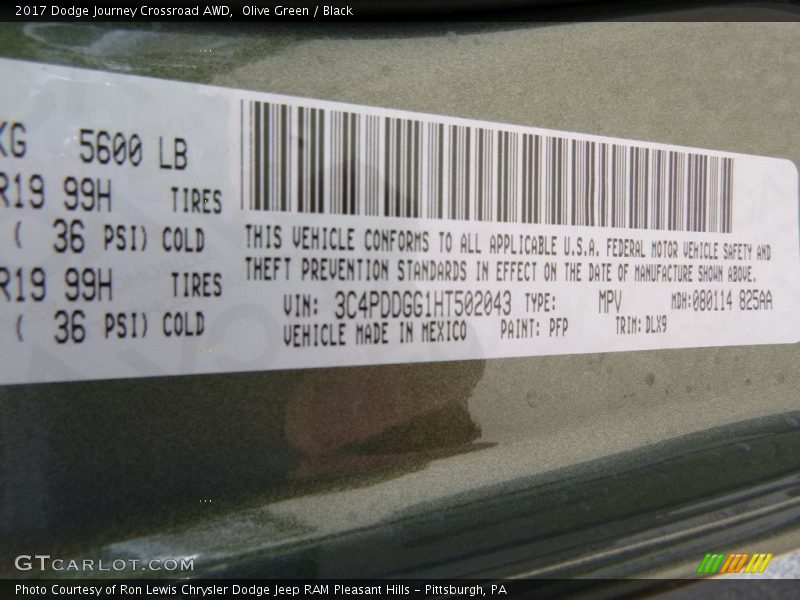 2017 Dodge Journey Crossroad AWD, Olive Green / Black
KG 5600 LB
R19 99H TIRES
( 36 PSI) COLD
R19 99H TIRES
( 36 PSI) COLD
THIS VEHICLE CONFORMS TO ALL APPLICABLE U.S.A. FEDERAL MOTOR VEHICLE SAFETY AND
THEFT PREVENTION STANDARDS IN EFFECT ON THE DATE OF MANUFACTURE SHOWN ABOVE.
VIN: 3C4PDDGG1HT502043 TYPE: MPV MDH:080114 825AA
VEHICLE MADE IN MEXICO PAINT: PFP TRIM: DLX9
GTCARLOT.COM
Photo Courtesy of Ron Lewis Chrysler Dodge Jeep RAM Pleasant Hills - Pittsburgh, PA